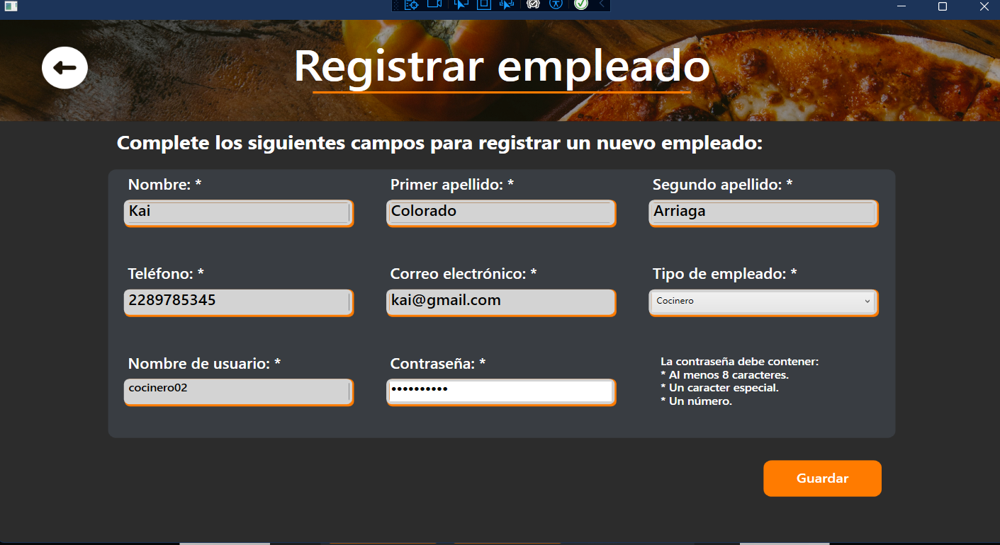 Registrar empleado
Complete los siguientes campos para registrar un nuevo empleado:
Nombre: *
Primer apellido: *
Segundo apellido: *
Kai
Colorado
Arriaga
Teléfono: *
Correo electrónico: *
Tipo de empleado: *
2289785345
kai@gmail.com
Cocinero
Nombre de usuario: *
Contraseña: *
cocinero02
••••••••••
La contraseña debe contener:
* Al menos 8 caracteres.
* Un caracter especial.
* Un número.
Guardar